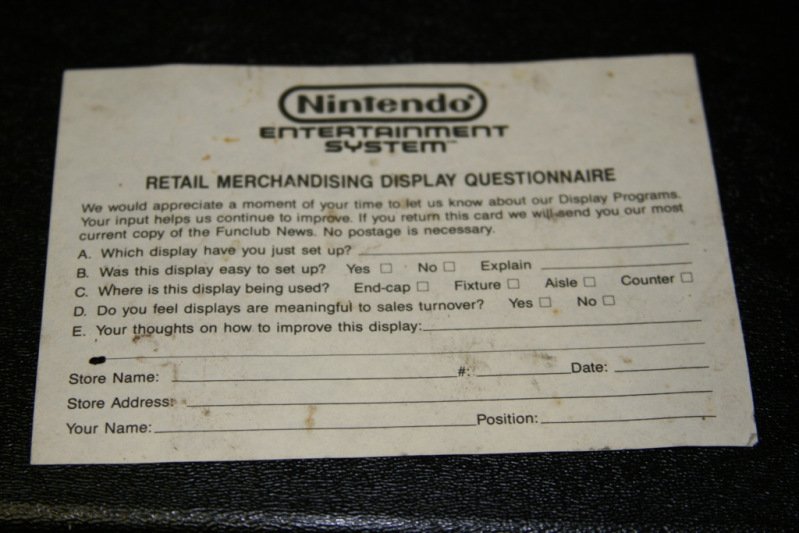 Nintendo®
ENTERTAINMENT
SYSTEM™
RETAIL MERCHANDISING DISPLAY QUESTIONNAIRE
We would appreciate a moment of your time to let us know about our Display Programs.
Your input helps us continue to improve. If you return this card we will send you our most
current copy of the Funclub News. No postage is necessary.
A. Which display have you just set up?
B. Was this display easy to set up? Yes □ No □ Explain
C. Where is this display being used? End-cap □ Fixture □ Aisle □ Counter □
D. Do you feel displays are meaningful to sales turnover? Yes □ No □
E. Your thoughts on how to improve this display:
Store Name: #: Date:
Store Address:
Your Name: Position: